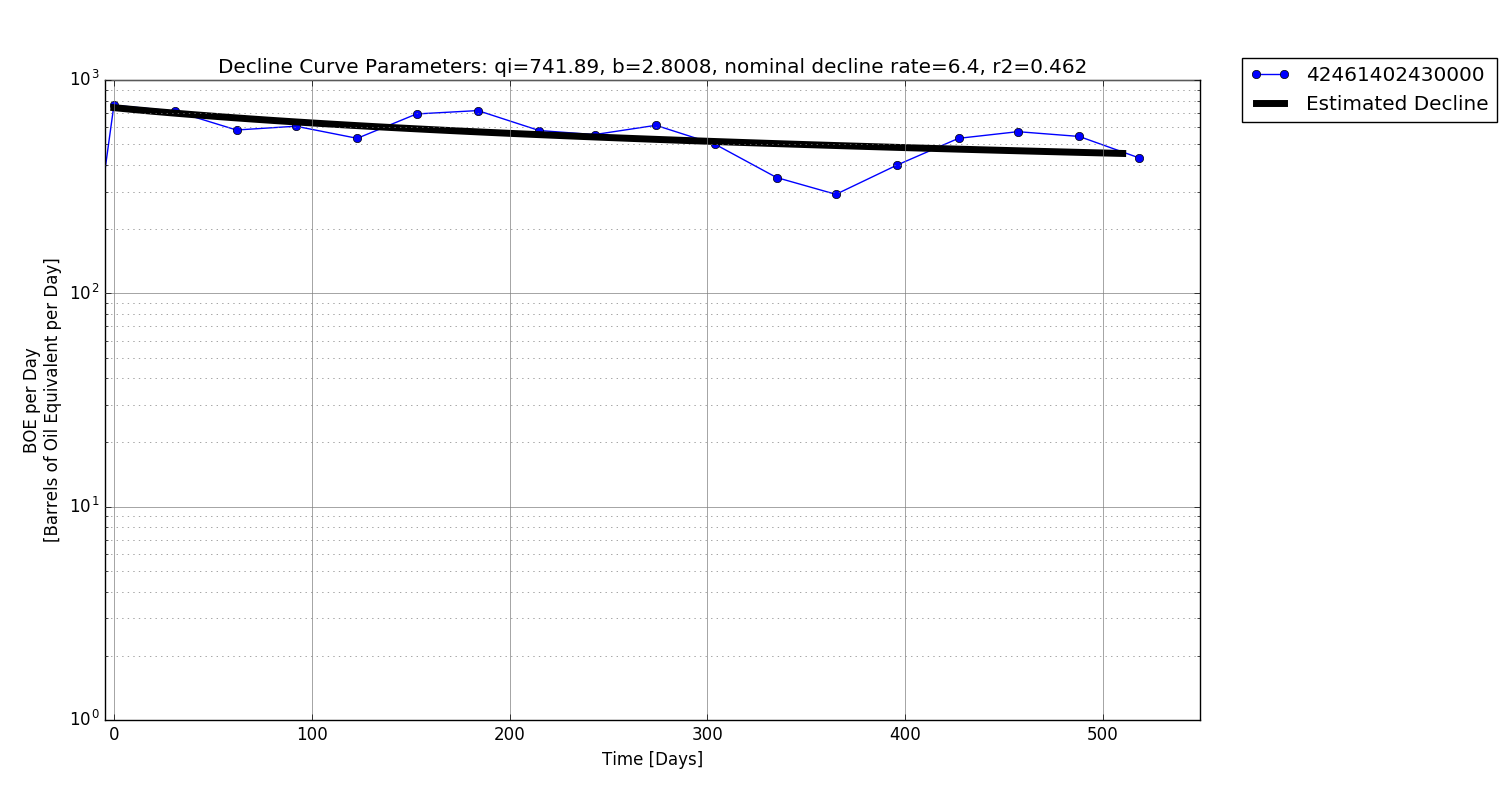 Decline Curve Parameters: qi=741.89, b=2.8008, nominal decline rate=6.4, r2=0.462
42461402430000
Estimated Decline
10³
10²
10¹
10⁰
BOE per Day
[Barrels of Oil Equivalent per Day]
0 100 200 300 400 500
Time [Days]